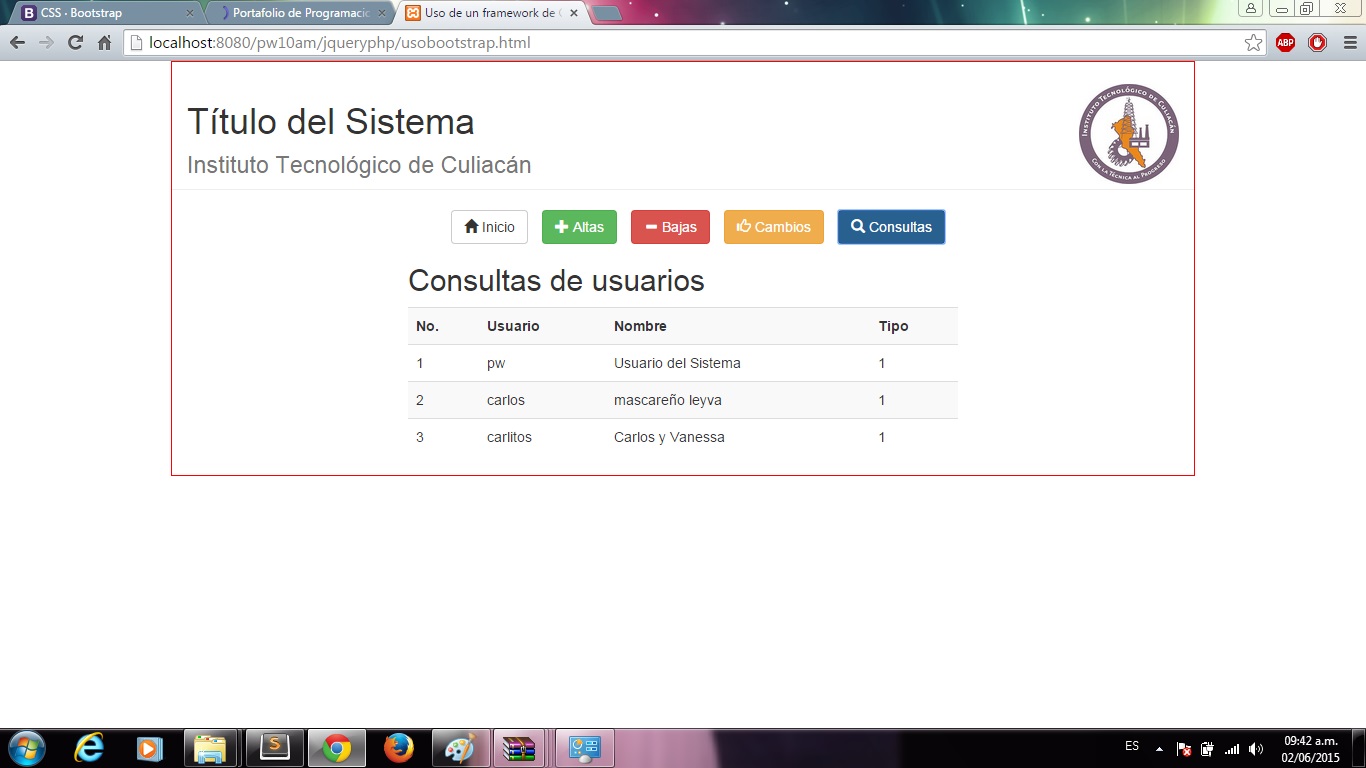 CSS · Bootstrap
Portafolio de Programació
Uso de un framework de C
localhost:8080/pw10am/jqueryphp/usobootstrap.html
ABP
Título del Sistema
Instituto Tecnológico de Culiacán
INSTITUTO TECNOLÓGICO DE CULIACÁN
CON LA TÉCNICA AL PROGRESO
Inicio
Altas
Bajas
Cambios
Consultas
Consultas de usuarios
No. Usuario Nombre Tipo
1 pw Usuario del Sistema 1
2 carlos mascareño leyva 1
3 carlitos Carlos y Vanessa 1
ES
09:42 a.m.
02/06/2015